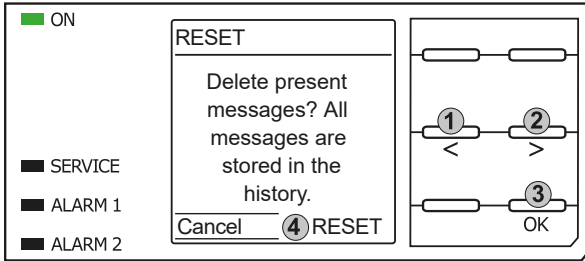 ON
RESET
Delete present
messages? All
messages are
stored in the
history.
Cancel 4 RESET
SERVICE
ALARM 1
ALARM 2
1 2
< >
3
OK